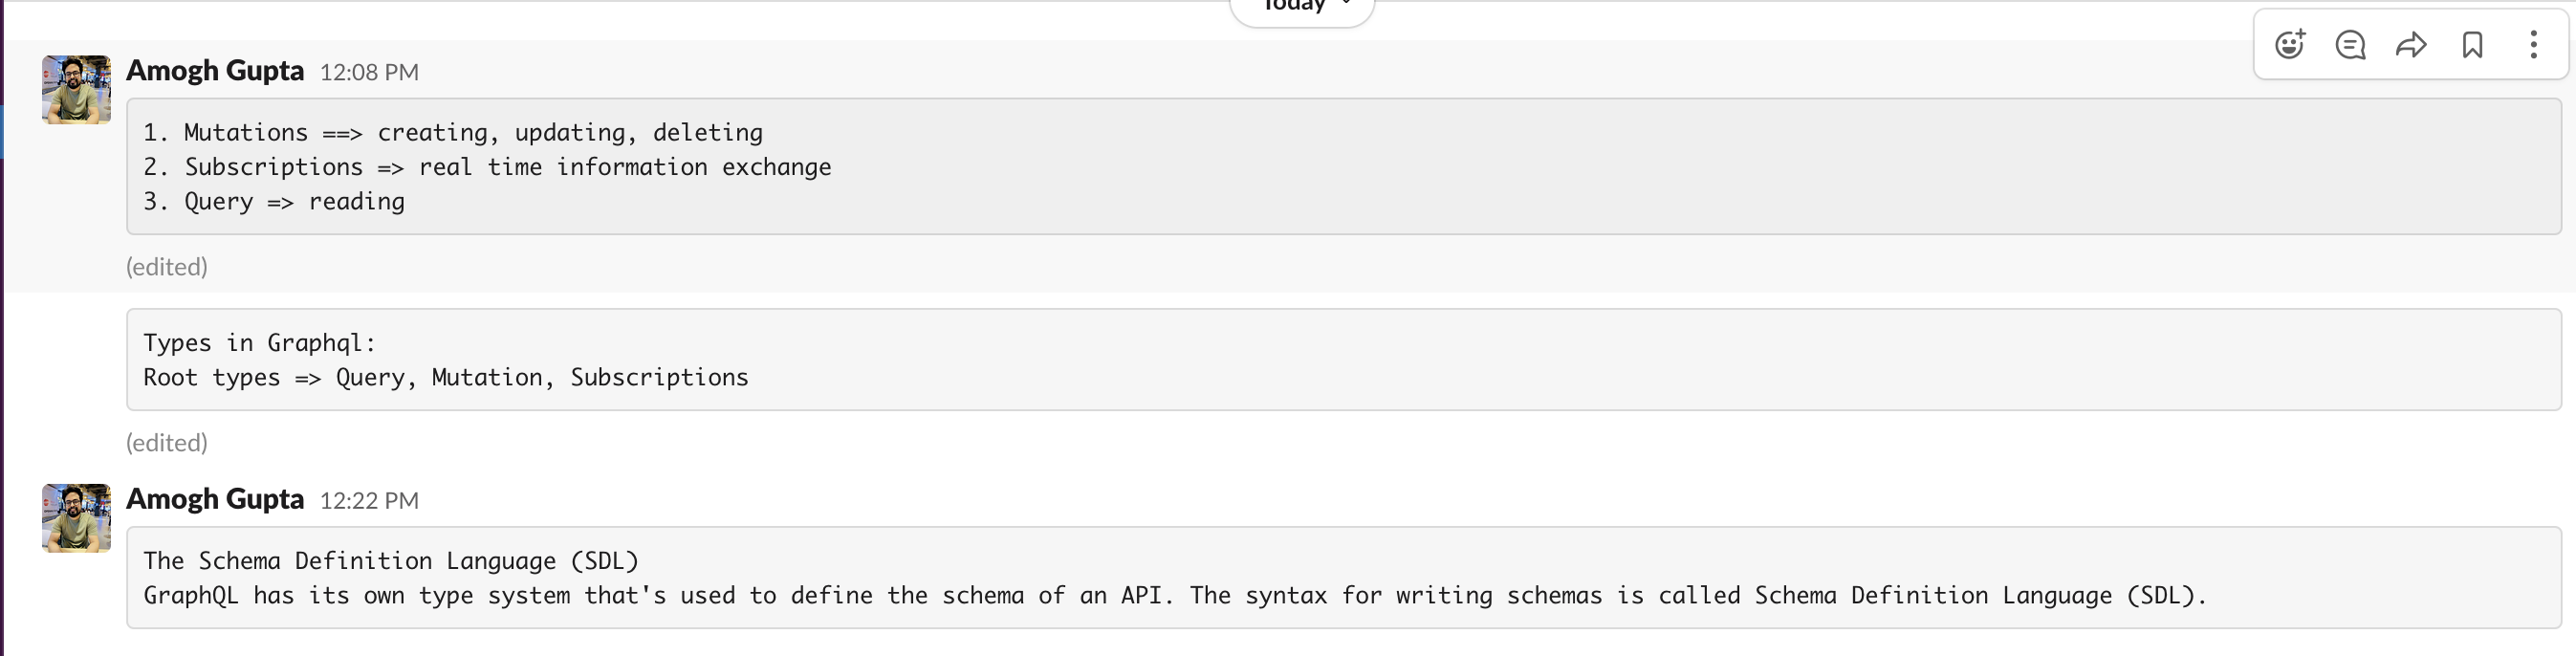 Today
Amogh Gupta 12:08 PM
1. Mutations ==> creating, updating, deleting
2. Subscriptions => real time information exchange
3. Query => reading
(edited)
Types in Graphql:
Root types => Query, Mutation, Subscriptions
(edited)
Amogh Gupta 12:22 PM
The Schema Definition Language (SDL)
GraphQL has its own type system that's used to define the schema of an API. The syntax for writing schemas is called Schema Definition Language (SDL).